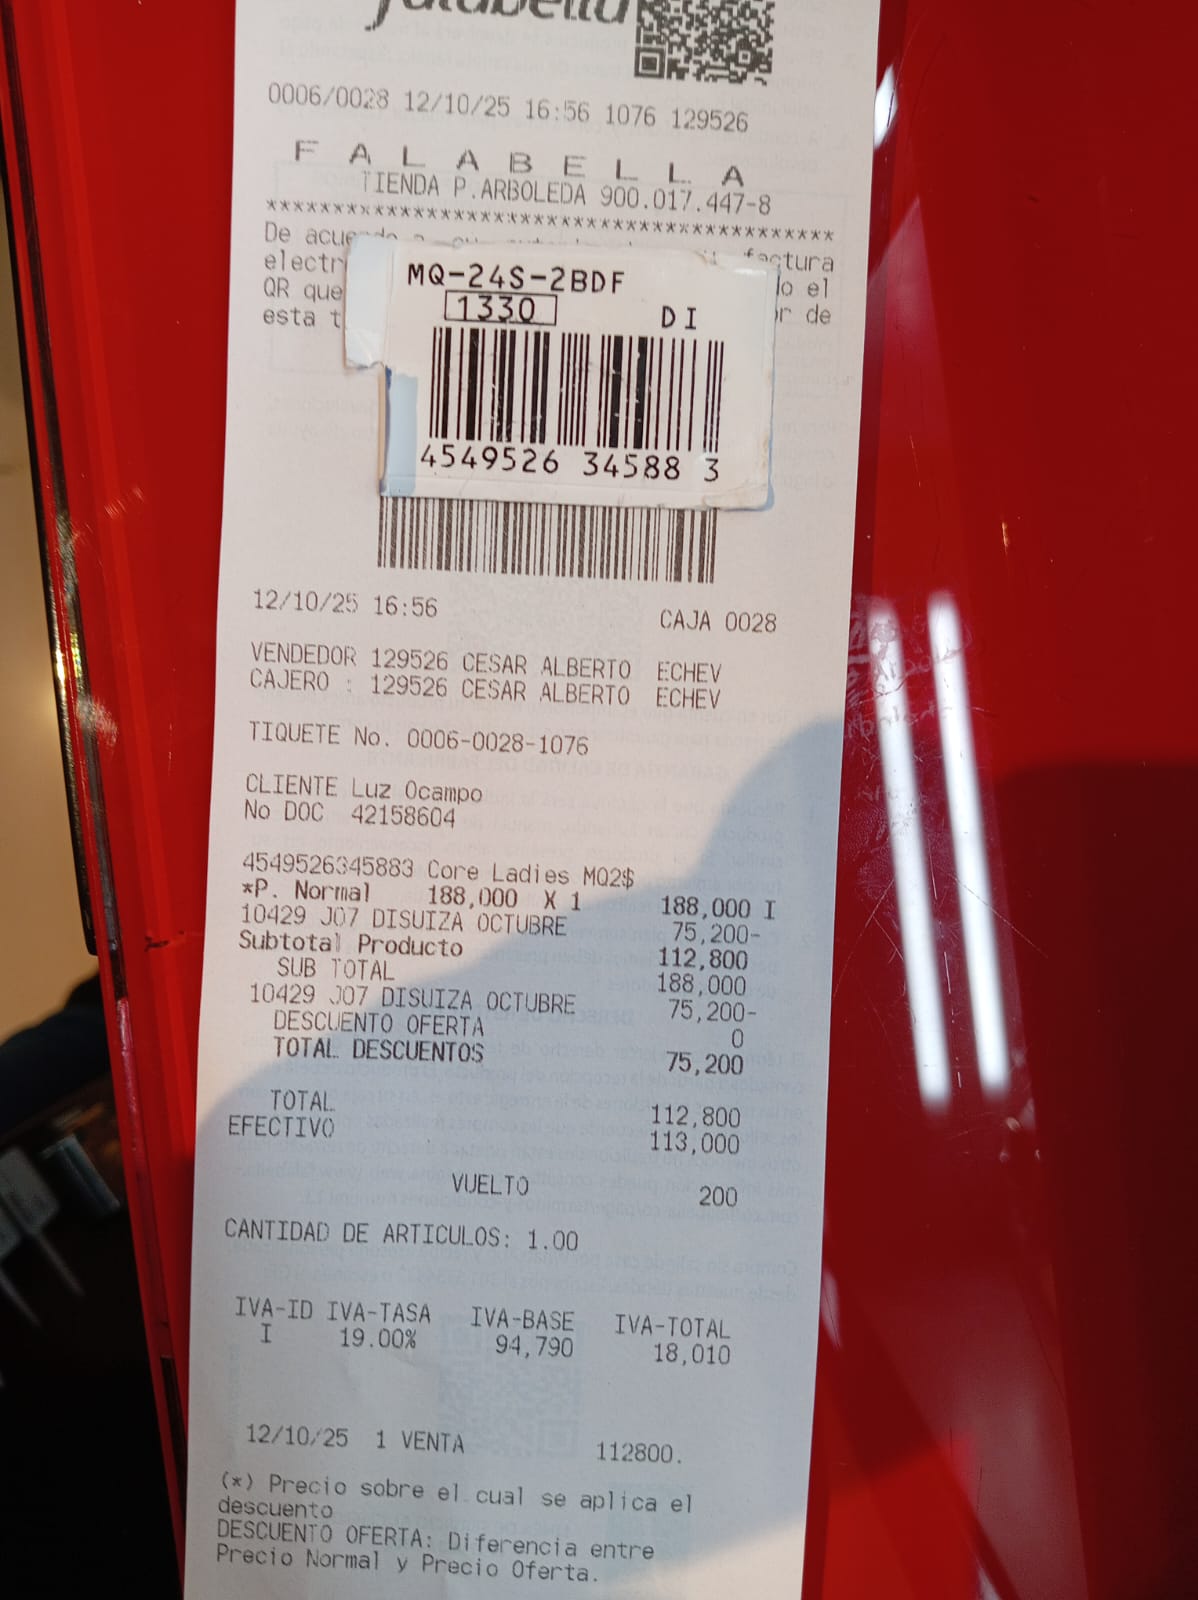 falabella
0006/0028 12/10/25 16:56 1076 129526
F A L A B E L L A
TIENDA P.ARBOLEDA 900.017.447-8
*******************************************
De factura
lo el
QR que
esta de
MQ-24S-2BDF
1330 DI
4549526 34588 3
12/10/25 16:56 CAJA 0028
VENDEDOR 129526 CESAR ALBERTO ECHEV
CAJERO : 129526 CESAR ALBERTO ECHEV
TIQUETE No. 0006-0028-1076
CLIENTE Luz Ocampo
No DOC 42158604
4549526345883 Core Ladies MQ2$
*P. Normal 188,000 X 1 188,000 I
10429 J07 DISUIZA OCTUBRE 75,200-
Subtotal Producto 112,800
SUB TOTAL 188,000
10429 J07 DISUIZA OCTUBRE 75,200-
DESCUENTO OFERTA 0
TOTAL DESCUENTOS 75,200
TOTAL 112,800
EFECTIVO 113,000
VUELTO 200
CANTIDAD DE ARTICULOS: 1.00
IVA-ID IVA-TASA IVA-BASE IVA-TOTAL
I 19.00% 94,790 18,010
12/10/25 1 VENTA 112800.
(*) Precio sobre el cual se aplica el
descuento
DESCUENTO OFERTA: Diferencia entre
Precio Normal y Precio Oferta.